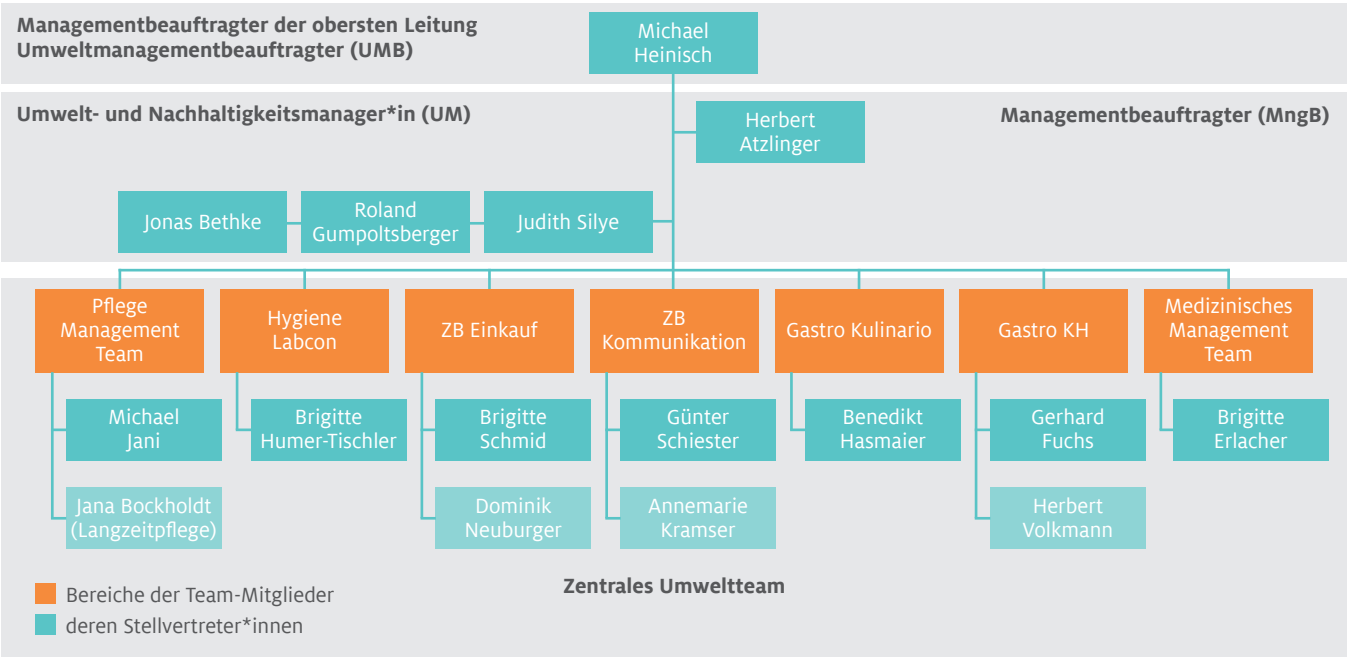 Managementbeauftragter der obersten Leitung
Umweltmanagementbeauftragter (UMB)
Michael
Heinisch
Umwelt- und Nachhaltigkeitsmanager*in (UM)
Herbert
Atzlinger
Managementbeauftragter (MngB)
Jonas Bethke
Roland
Gumpoltsberger
Judith Silye
Pflege
Management
Team
Hygiene
Labcon
ZB Einkauf
ZB
Kommunikation
Gastro Kulinario
Gastro KH
Medizinisches
Management
Team
Michael
Jani
Brigitte
Humer-Tischler
Brigitte
Schmid
Günter
Schiester
Benedikt
Hasmaier
Gerhard
Fuchs
Brigitte
Erlacher
Jana Bockholdt
(Langzeitpflege)
Dominik
Neuburger
Annemarie
Kramser
Herbert
Volkmann
Zentrales Umweltteam
Bereiche der Team-Mitglieder
deren Stellvertreter*innen